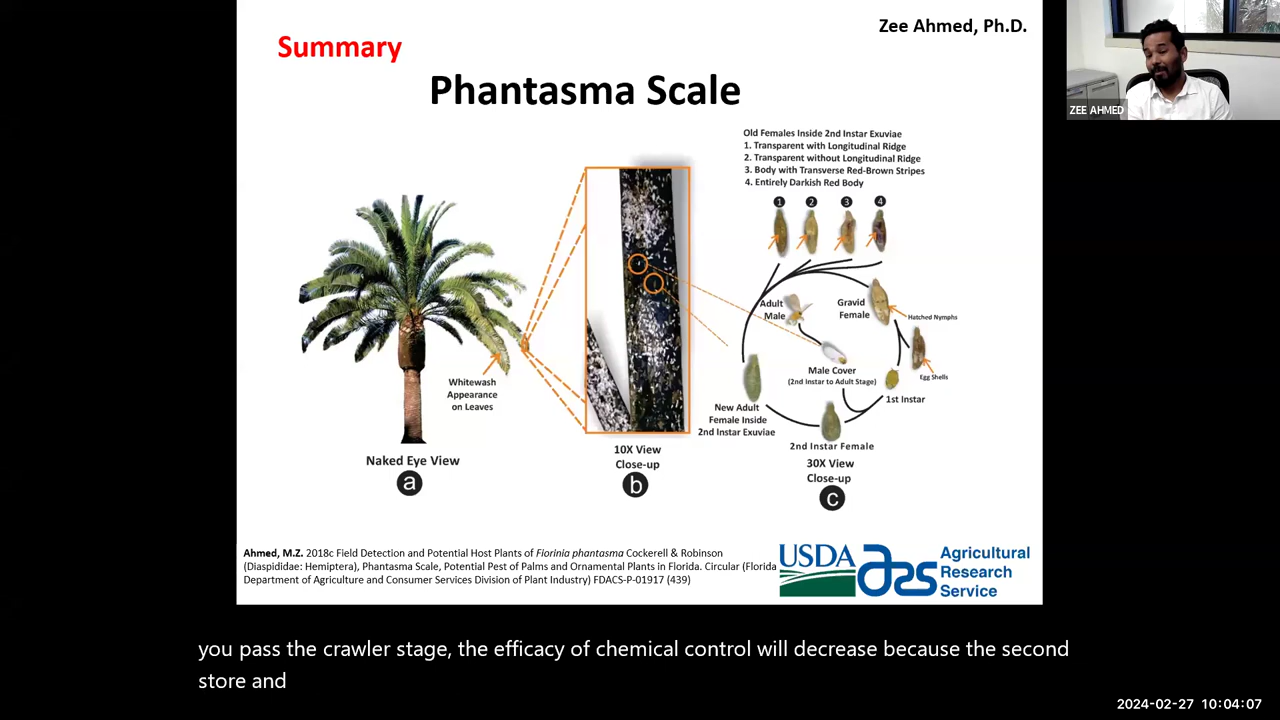 Zee Ahmed, Ph.D.
Summary
Phantasma Scale
ZEE AHMED
Old Females Inside 2nd Instar Exuviae
1. Transparent with Longitudinal Ridge
2. Transparent without Longitudinal Ridge
3. Body with Transverse Red-Brown Stripes
4. Entirely Darkish Red Body
1 2 3 4
Adult
Male
Gravid
Female
Hatched Nymphs
Male Cover
(2nd Instar to Adult Stage)
Egg Shells
1st Instar
Whitewash
Appearance
on Leaves
New Adult
Female Inside
2nd Instar Exuviae
2nd Instar Female
Naked Eye View
a
10X View
Close-up
b
30X View
Close-up
c
Ahmed, M.Z. 2018c Field Detection and Potential Host Plants of Fiorinia phantasma Cockerell & Robinson
(Diaspididae: Hemiptera), Phantasma Scale, Potential Pest of Palms and Ornamental Plants in Florida. Circular (Florida
Department of Agriculture and Consumer Services Division of Plant Industry) FDACS-P-01917 (439)
USDA ars
Agricultural
Research
Service
you pass the crawler stage, the efficacy of chemical control will decrease because the second
store and
2024-02-27 10:04:07